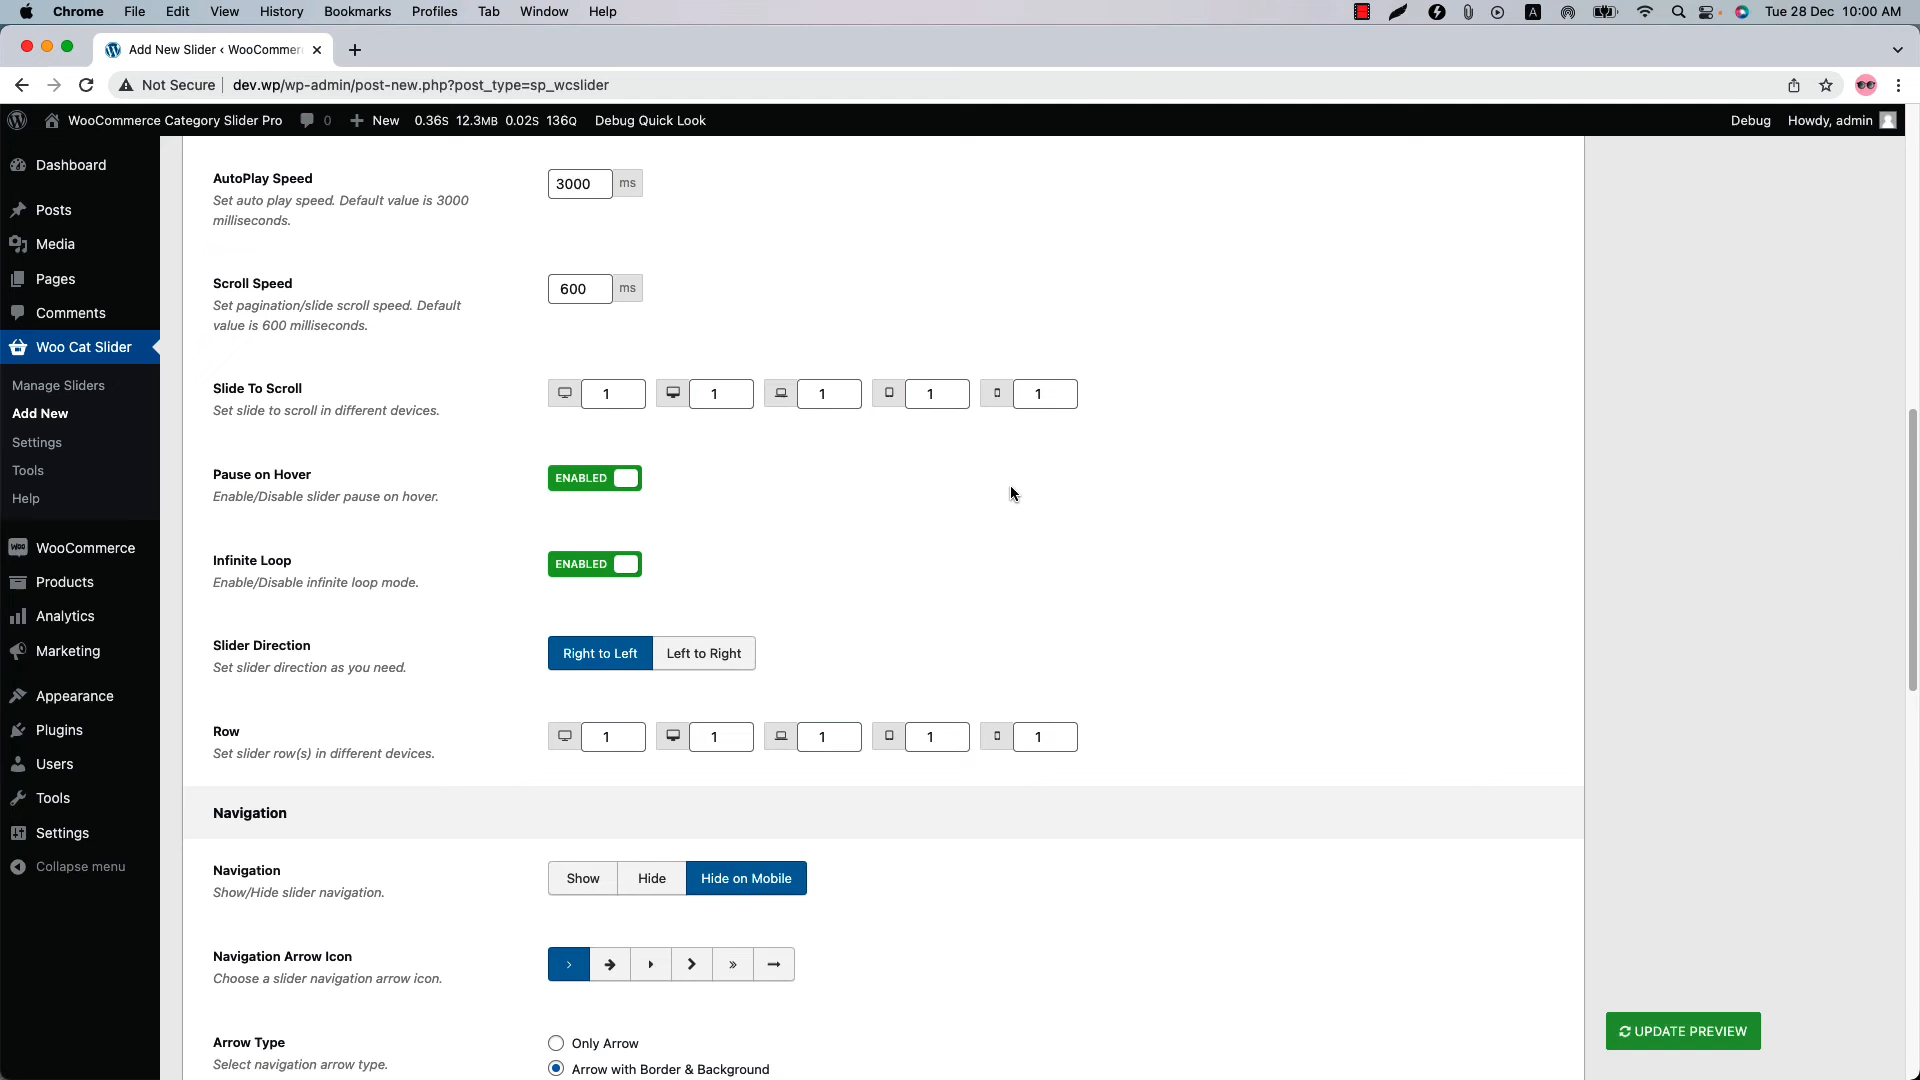 Chrome File Edit View History Bookmarks Profiles Tab Window Help A Tue 28 Dec 10:00 AM
Add New Slider ‹ WooCommer
Not Secure dev.wp/wp-admin/post-new.php?post_type=sp_wcslider
WooCommerce Category Slider Pro 0 New 0.36S 12.3MB 0.02S 136Q Debug Quick Look Debug Howdy, admin
Dashboard
Posts
Media
Pages
Comments
Woo Cat Slider
Manage Sliders
Add New
Settings
Tools
Help
Woo WooCommerce
Products
Analytics
Marketing
Appearance
Plugins
Users
Tools
Settings
Collapse menu
AutoPlay Speed
Set auto play speed. Default value is 3000
milliseconds.
3000 ms
Scroll Speed
Set pagination/slide scroll speed. Default
value is 600 milliseconds.
600 ms
Slide To Scroll
Set slide to scroll in different devices.
1 1 1 1 1
Pause on Hover
Enable/Disable slider pause on hover.
ENABLED
Infinite Loop
Enable/Disable infinite loop mode.
ENABLED
Slider Direction
Set slider direction as you need.
Right to Left Left to Right
Row
Set slider row(s) in different devices.
1 1 1 1 1
Navigation
Navigation
Show/Hide slider navigation.
Show Hide Hide on Mobile
Navigation Arrow Icon
Choose a slider navigation arrow icon.
Arrow Type
Select navigation arrow type.
Only Arrow
Arrow with Border & Background
UPDATE PREVIEW